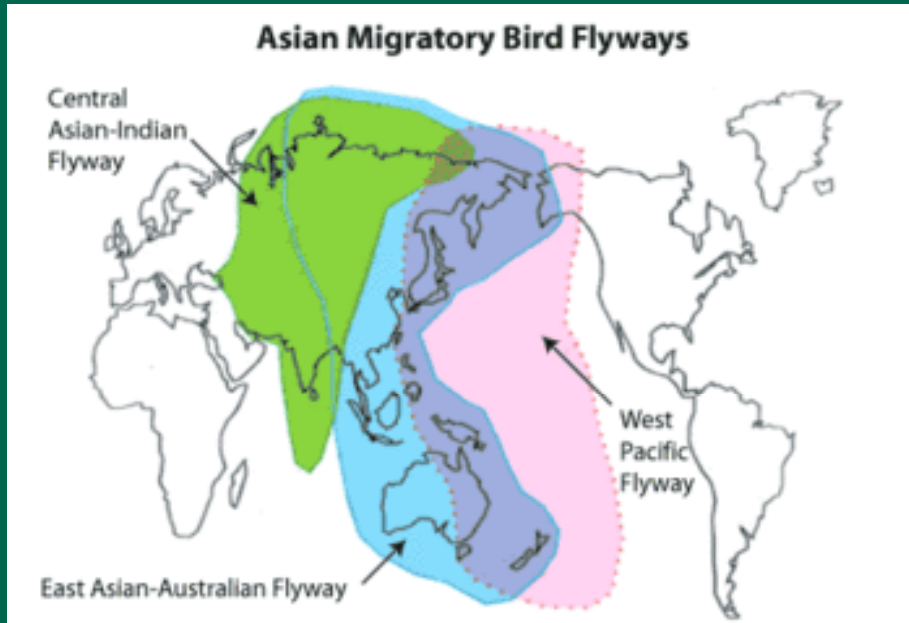 Asian Migratory Bird Flyways
Central
Asian-Indian
Flyway
West
Pacific
Flyway
East Asian-Australian Flyway